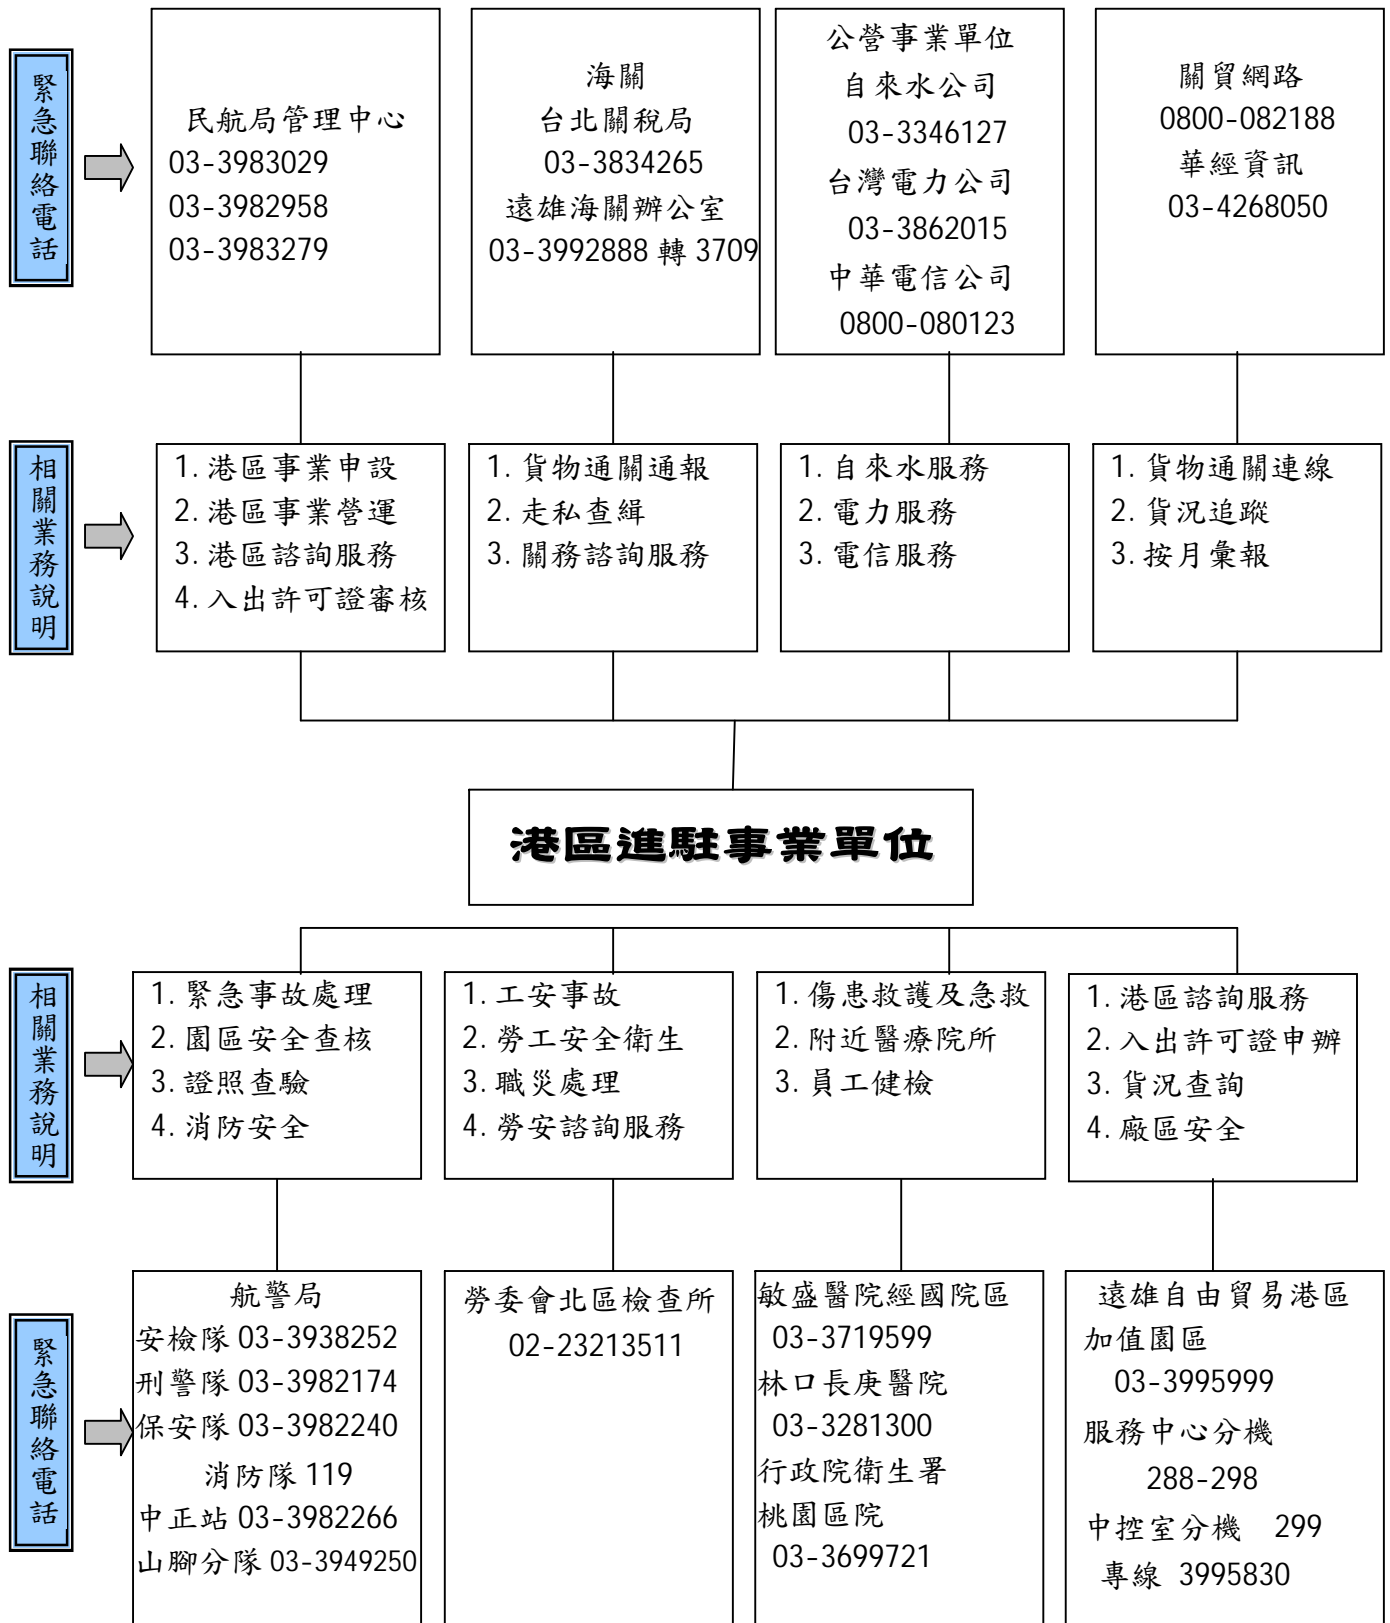 緊急聯絡電話
民航局管理中心
03-3983029
03-3982958
03-3983279
海關
台北關稅局
03-3834265
遠雄海關辦公室
03-3992888 轉 3709
公營事業單位
自來水公司
03-3346127
台灣電力公司
03-3862015
中華電信公司
0800-080123
關貿網路
0800-082188
華經資訊
03-4268050
相關業務說明
1. 港區事業申設
2. 港區事業營運
3. 港區諮詢服務
4. 入出許可證審核
1. 貨物通關通報
2. 走私查緝
3. 關務諮詢服務
1. 自來水服務
2. 電力服務
3. 電信服務
1. 貨物通關連線
2. 貨況追蹤
3. 按月彙報
港區進駐事業單位
相關業務說明
1. 緊急事故處理
2. 園區安全查核
3. 證照查驗
4. 消防安全
1. 工安事故
2. 勞工安全衛生
3. 職災處理
4. 勞安諮詢服務
1. 傷患救護及急救
2. 附近醫療院所
3. 員工健檢
1. 港區諮詢服務
2. 入出許可證申辦
3. 貨況查詢
4. 廠區安全
緊急聯絡電話
航警局
安檢隊 03-3938252
刑警隊 03-3982174
保安隊 03-3982240
消防隊 119
中正站 03-3982266
山腳分隊 03-3949250
勞委會北區檢查所
02-23213511
敏盛醫院經國院區
03-3719599
林口長庚醫院
03-3281300
行政院衛生署
桃園區院
03-3699721
遠雄自由貿易港區
加值園區
03-3995999
服務中心分機
288-298
中控室分機 299
專線 3995830